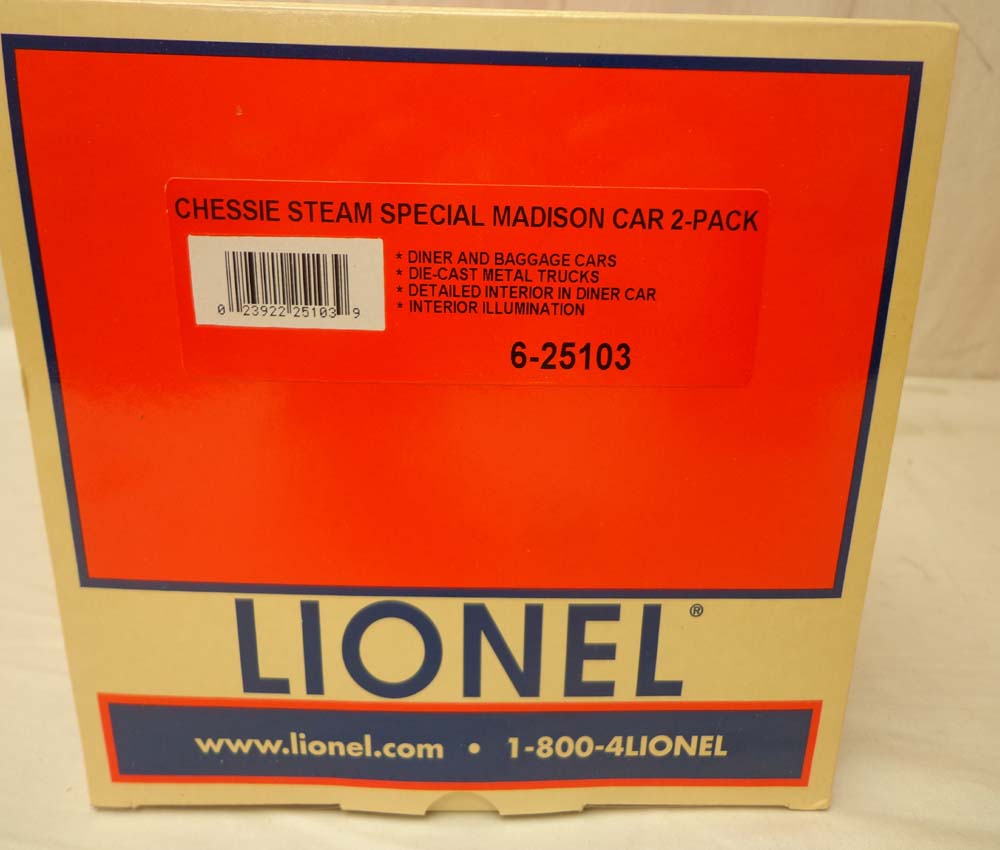 CHESSIE STEAM SPECIAL MADISON CAR 2-PACK
* DINER AND BAGGAGE CARS
* DIE-CAST METAL TRUCKS
* DETAILED INTERIOR IN DINER CAR
* INTERIOR ILLUMINATION
0 23922 25103 9
6-25103
LIONEL®
www.lionel.com • 1-800-4LIONEL